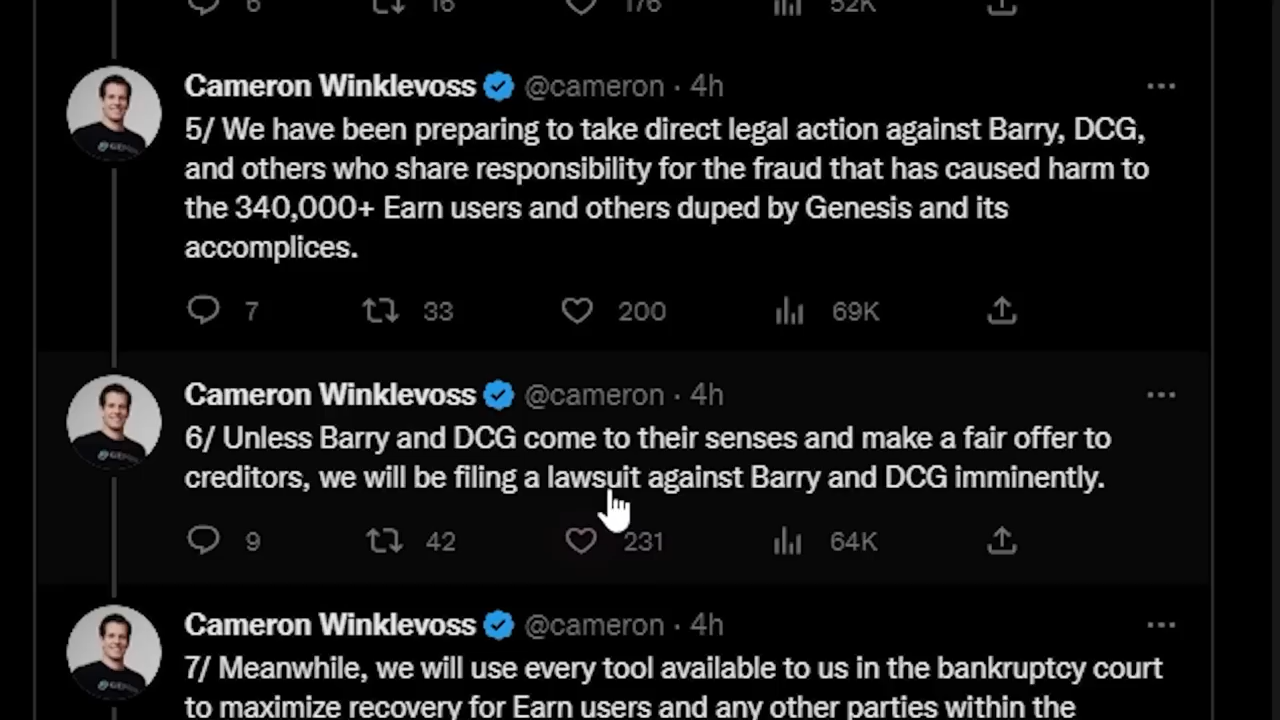 6 16 176 52K
Cameron Winklevoss @cameron · 4h
5/ We have been preparing to take direct legal action against Barry, DCG,
and others who share responsibility for the fraud that has caused harm to
the 340,000+ Earn users and others duped by Genesis and its
accomplices.
7 33 200 69K
Cameron Winklevoss @cameron · 4h
6/ Unless Barry and DCG come to their senses and make a fair offer to
creditors, we will be filing a lawsuit against Barry and DCG imminently.
9 42 231 64K
Cameron Winklevoss @cameron · 4h
7/ Meanwhile, we will use every tool available to us in the bankruptcy court
to maximize recovery for Earn users and any other parties within the